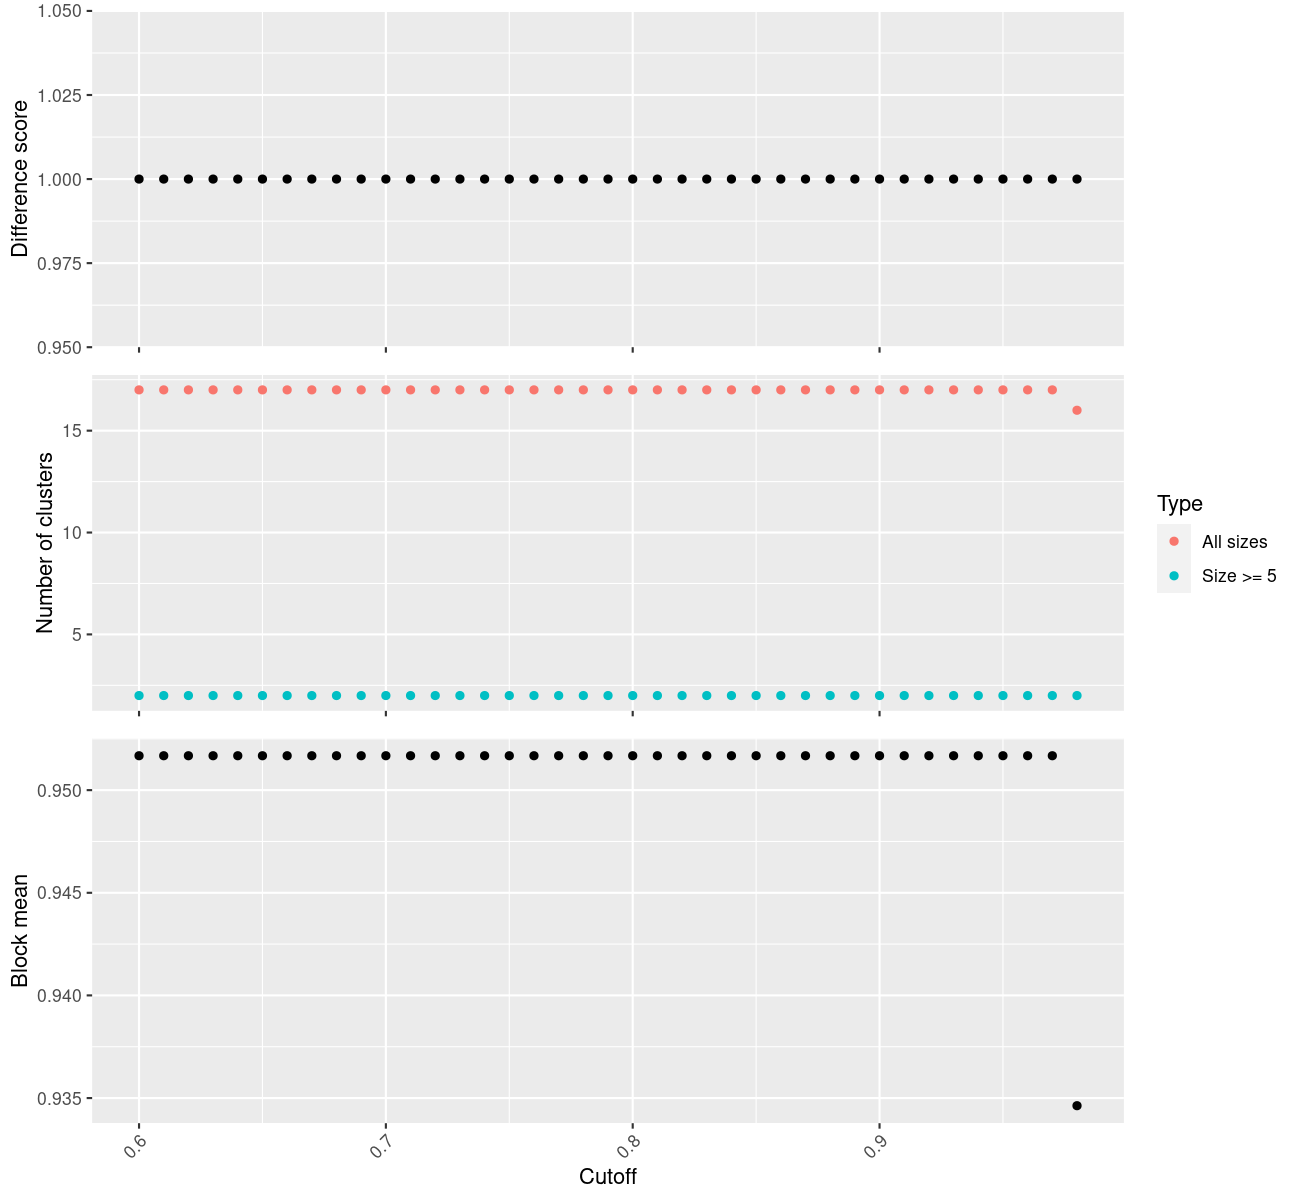 1.050
1.025
1.000
0.975
0.950
Difference score
15
10
5
Number of clusters
Type
All sizes
Size >= 5
0.950
0.945
0.940
0.935
Block mean
0.6
0.7
0.8
0.9
Cutoff